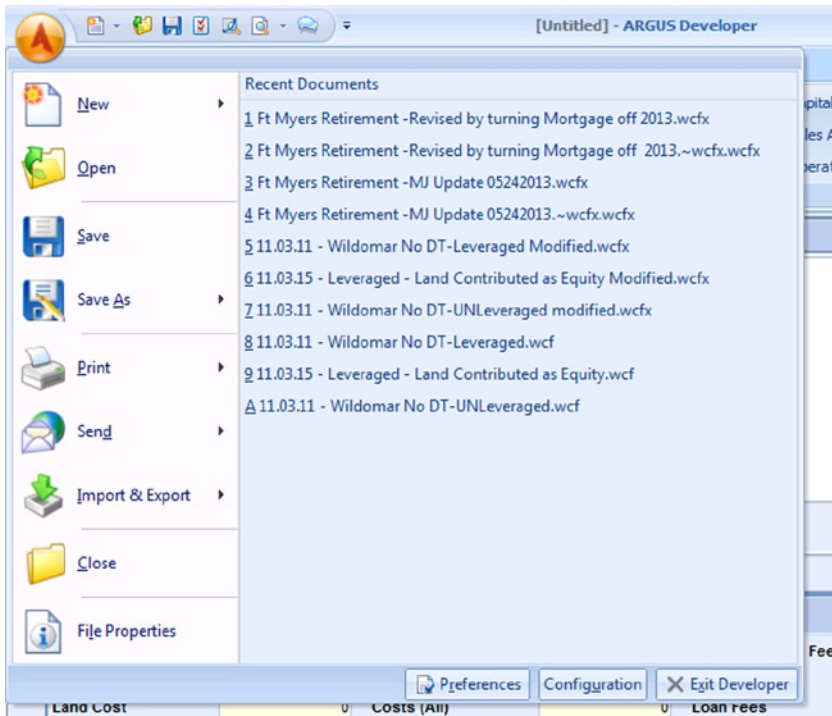 [Untitled] - ARGUS Developer
New
Open
Save
Save As
Print
Send
Import & Export
Close
File Properties
Recent Documents
1 Ft Myers Retirement -Revised by turning Mortgage off 2013.wcfx
2 Ft Myers Retirement -Revised by turning Mortgage off  2013.~wcfx.wcfx
3 Ft Myers Retirement -MJ Update 05242013.wcfx
4 Ft Myers Retirement -MJ Update 05242013.~wcfx.wcfx
5 11.03.11 - Wildomar No DT-Leveraged Modified.wcfx
6 11.03.15 - Leveraged - Land Contributed as Equity Modified.wcfx
7 11.03.11 - Wildomar No DT-UNLeveraged modified.wcfx
8 11.03.11 - Wildomar No DT-Leveraged.wcf
9 11.03.15 - Leveraged - Land Contributed as Equity.wcf
A 11.03.11 - Wildomar No DT-UNLeveraged.wcf
Fee
Preferences Configuration Exit Developer
Land Cost 0 Costs (All) 0 Loan Fees